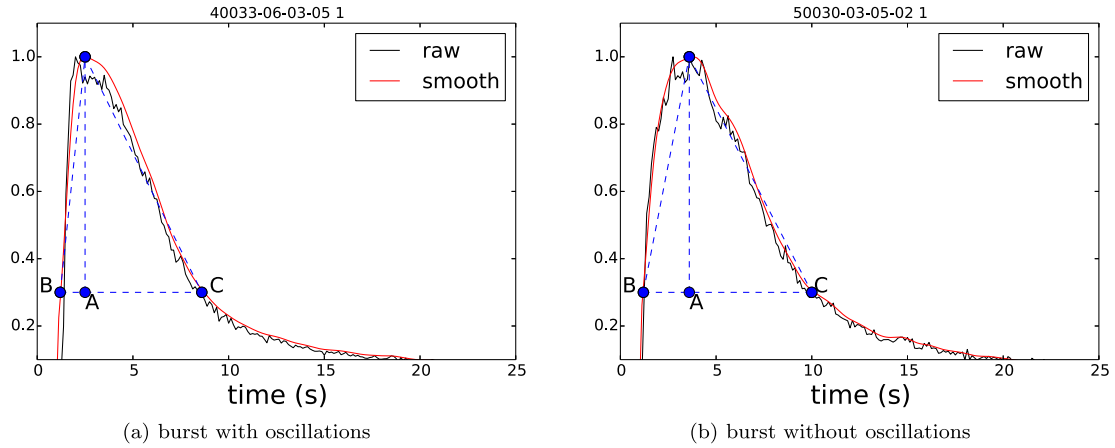 40033-06-03-05 1
1.0
0.8
0.6
0.4
0.2
raw
smooth
B
A
C
0 5 10 15 20 25
time (s)
(a) burst with oscillations
50030-03-05-02 1
1.0
0.8
0.6
0.4
0.2
raw
smooth
B
A
C
0 5 10 15 20 25
time (s)
(b) burst without oscillations